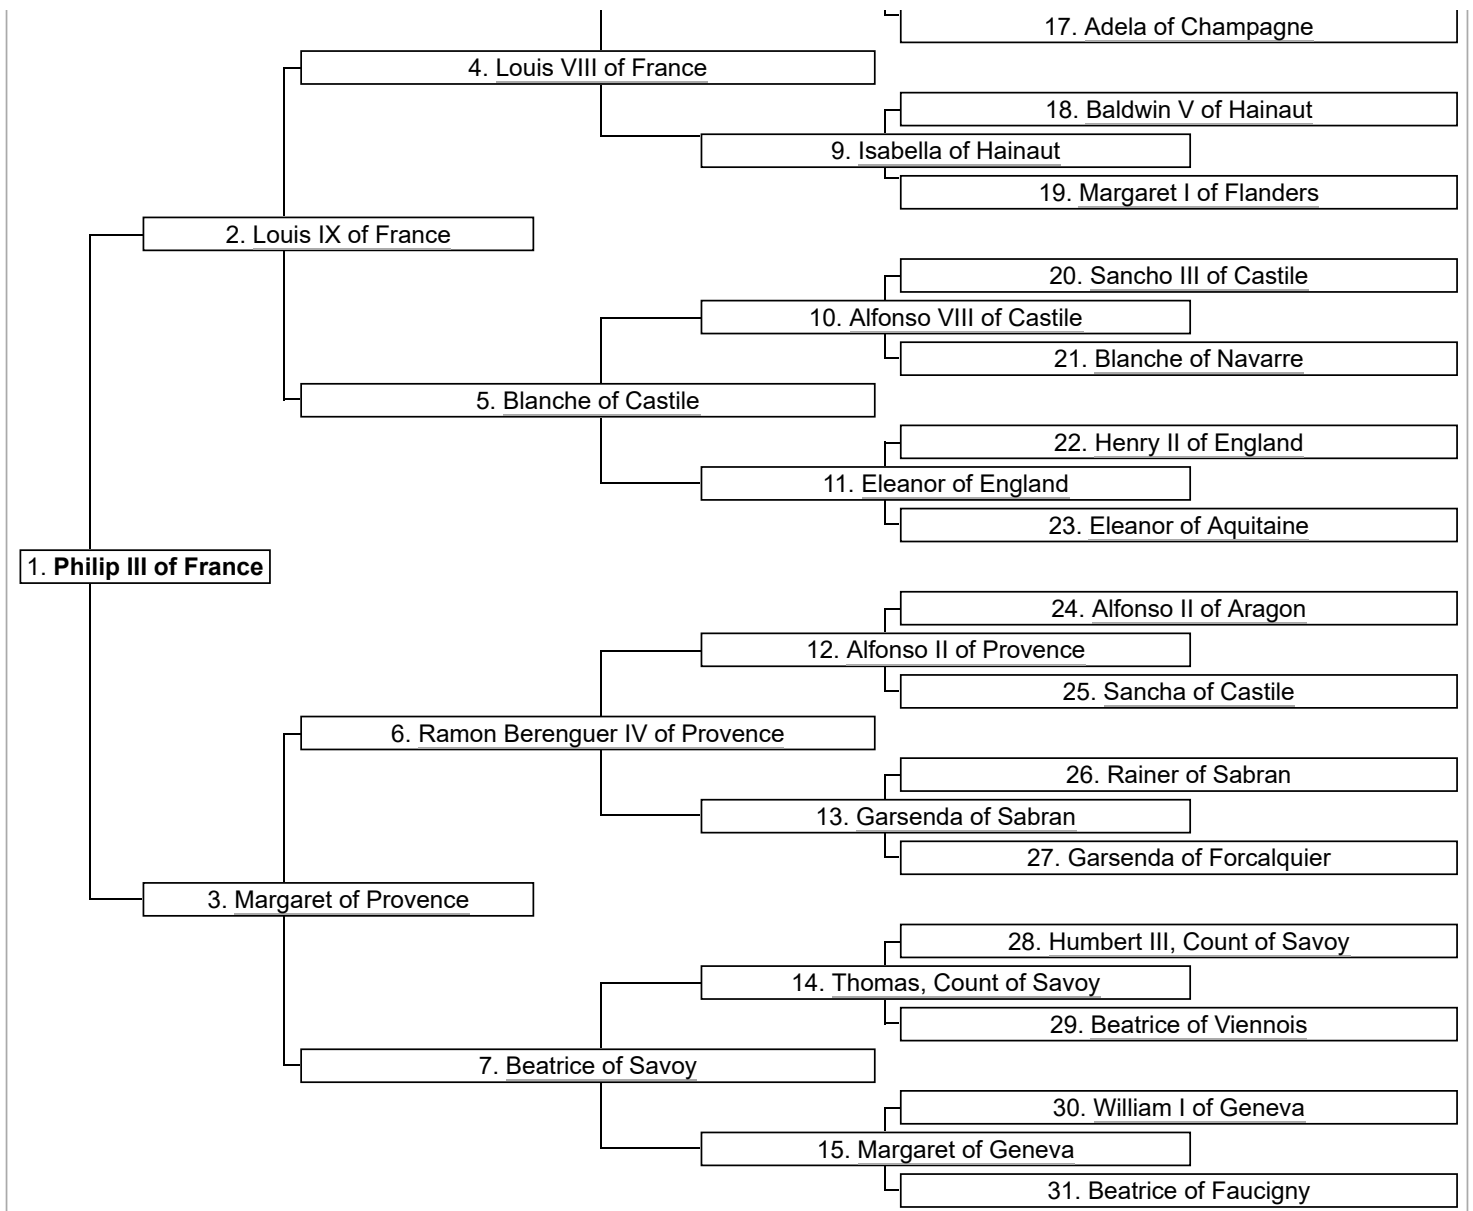 17. Adela of Champagne
4. Louis VIII of France
18. Baldwin V of Hainaut
9. Isabella of Hainaut
19. Margaret I of Flanders
2. Louis IX of France
20. Sancho III of Castile
10. Alfonso VIII of Castile
21. Blanche of Navarre
5. Blanche of Castile
22. Henry II of England
11. Eleanor of England
23. Eleanor of Aquitaine
1. Philip III of France
24. Alfonso II of Aragon
12. Alfonso II of Provence
25. Sancha of Castile
6. Ramon Berenguer IV of Provence
26. Rainer of Sabran
13. Garsenda of Sabran
27. Garsenda of Forcalquier
3. Margaret of Provence
28. Humbert III, Count of Savoy
14. Thomas, Count of Savoy
29. Beatrice of Viennois
7. Beatrice of Savoy
30. William I of Geneva
15. Margaret of Geneva
31. Beatrice of Faucigny